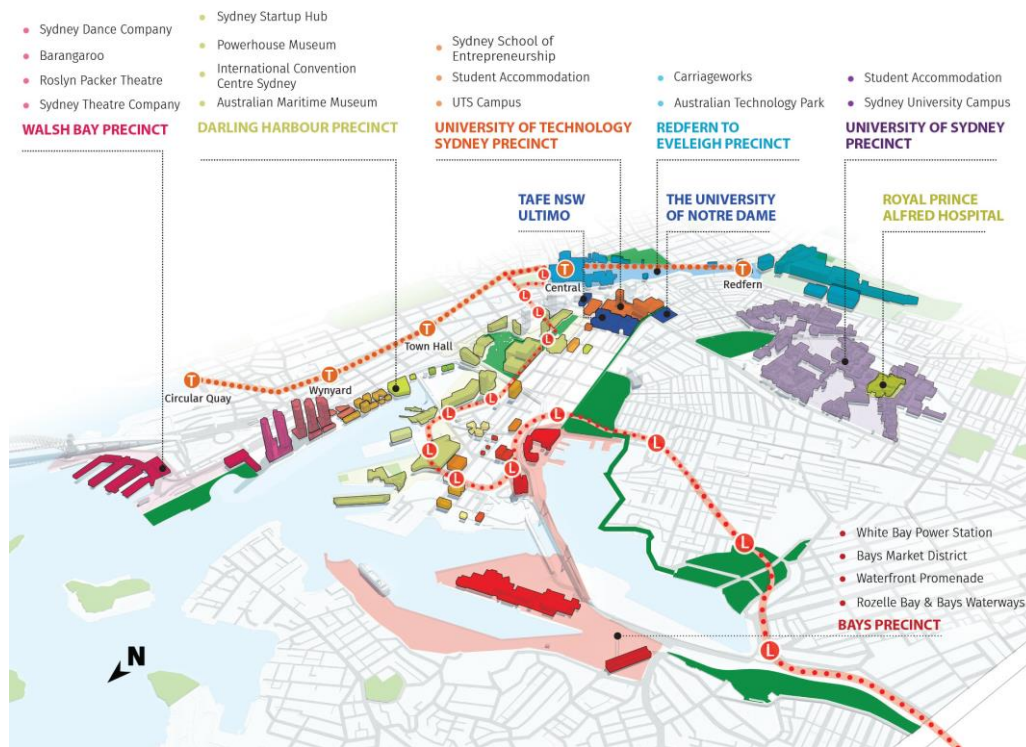 Sydney Dance Company
Barangaroo
Roslyn Packer Theatre
Sydney Theatre Company
WALSH BAY PRECINCT
Sydney Startup Hub
Powerhouse Museum
International Convention
Centre Sydney
Australian Maritime Museum
DARLING HARBOUR PRECINCT
Sydney School of
Entrepreneurship
Student Accommodation
UTS Campus
UNIVERSITY OF TECHNOLOGY
SYDNEY PRECINCT
Carriageworks
Australian Technology Park
REDFERN TO
EVELEIGH PRECINCT
Student Accommodation
Sydney University Campus
UNIVERSITY OF SYDNEY
PRECINCT
TAFE NSW
ULTIMO
THE UNIVERSITY
OF NOTRE DAME
ROYAL PRINCE
ALFRED HOSPITAL
T
Central
T
Redfern
L
L
L
L
L
T
Town Hall
T
Wynyard
T
Circular Quay
L
L
L
L
L
L
L
L
L
L
White Bay Power Station
Bays Market District
Waterfront Promenade
Rozelle Bay & Bays Waterways
BAYS PRECINCT
N